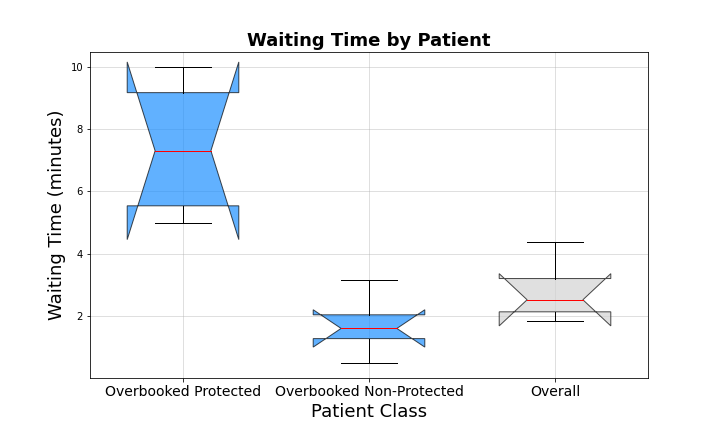 Waiting Time by Patient
Waiting Time (minutes)
10
8
6
4
2
Overbooked Protected
Overbooked Non-Protected
Overall
Patient Class